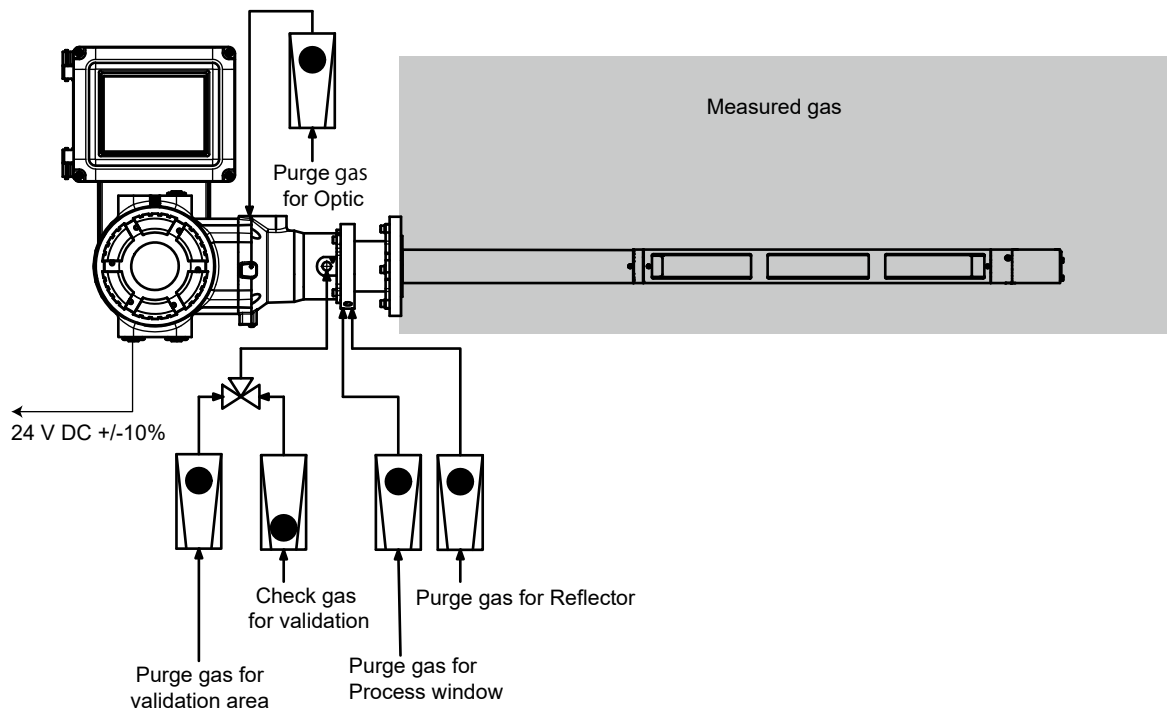 Measured gas
Purge gas
for Optic
24 V DC +/-10%
Check gas
for validation
Purge gas for Reflector
Purge gas for
validation area
Purge gas for
Process window